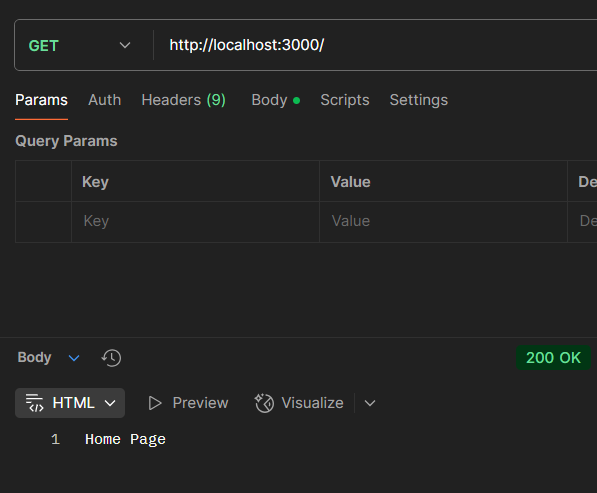 GET http://localhost:3000/
Params Auth Headers (9) Body Scripts Settings
Query Params
Key Value De
Key Value De
Body 200 OK
HTML Preview Visualize
1 Home Page